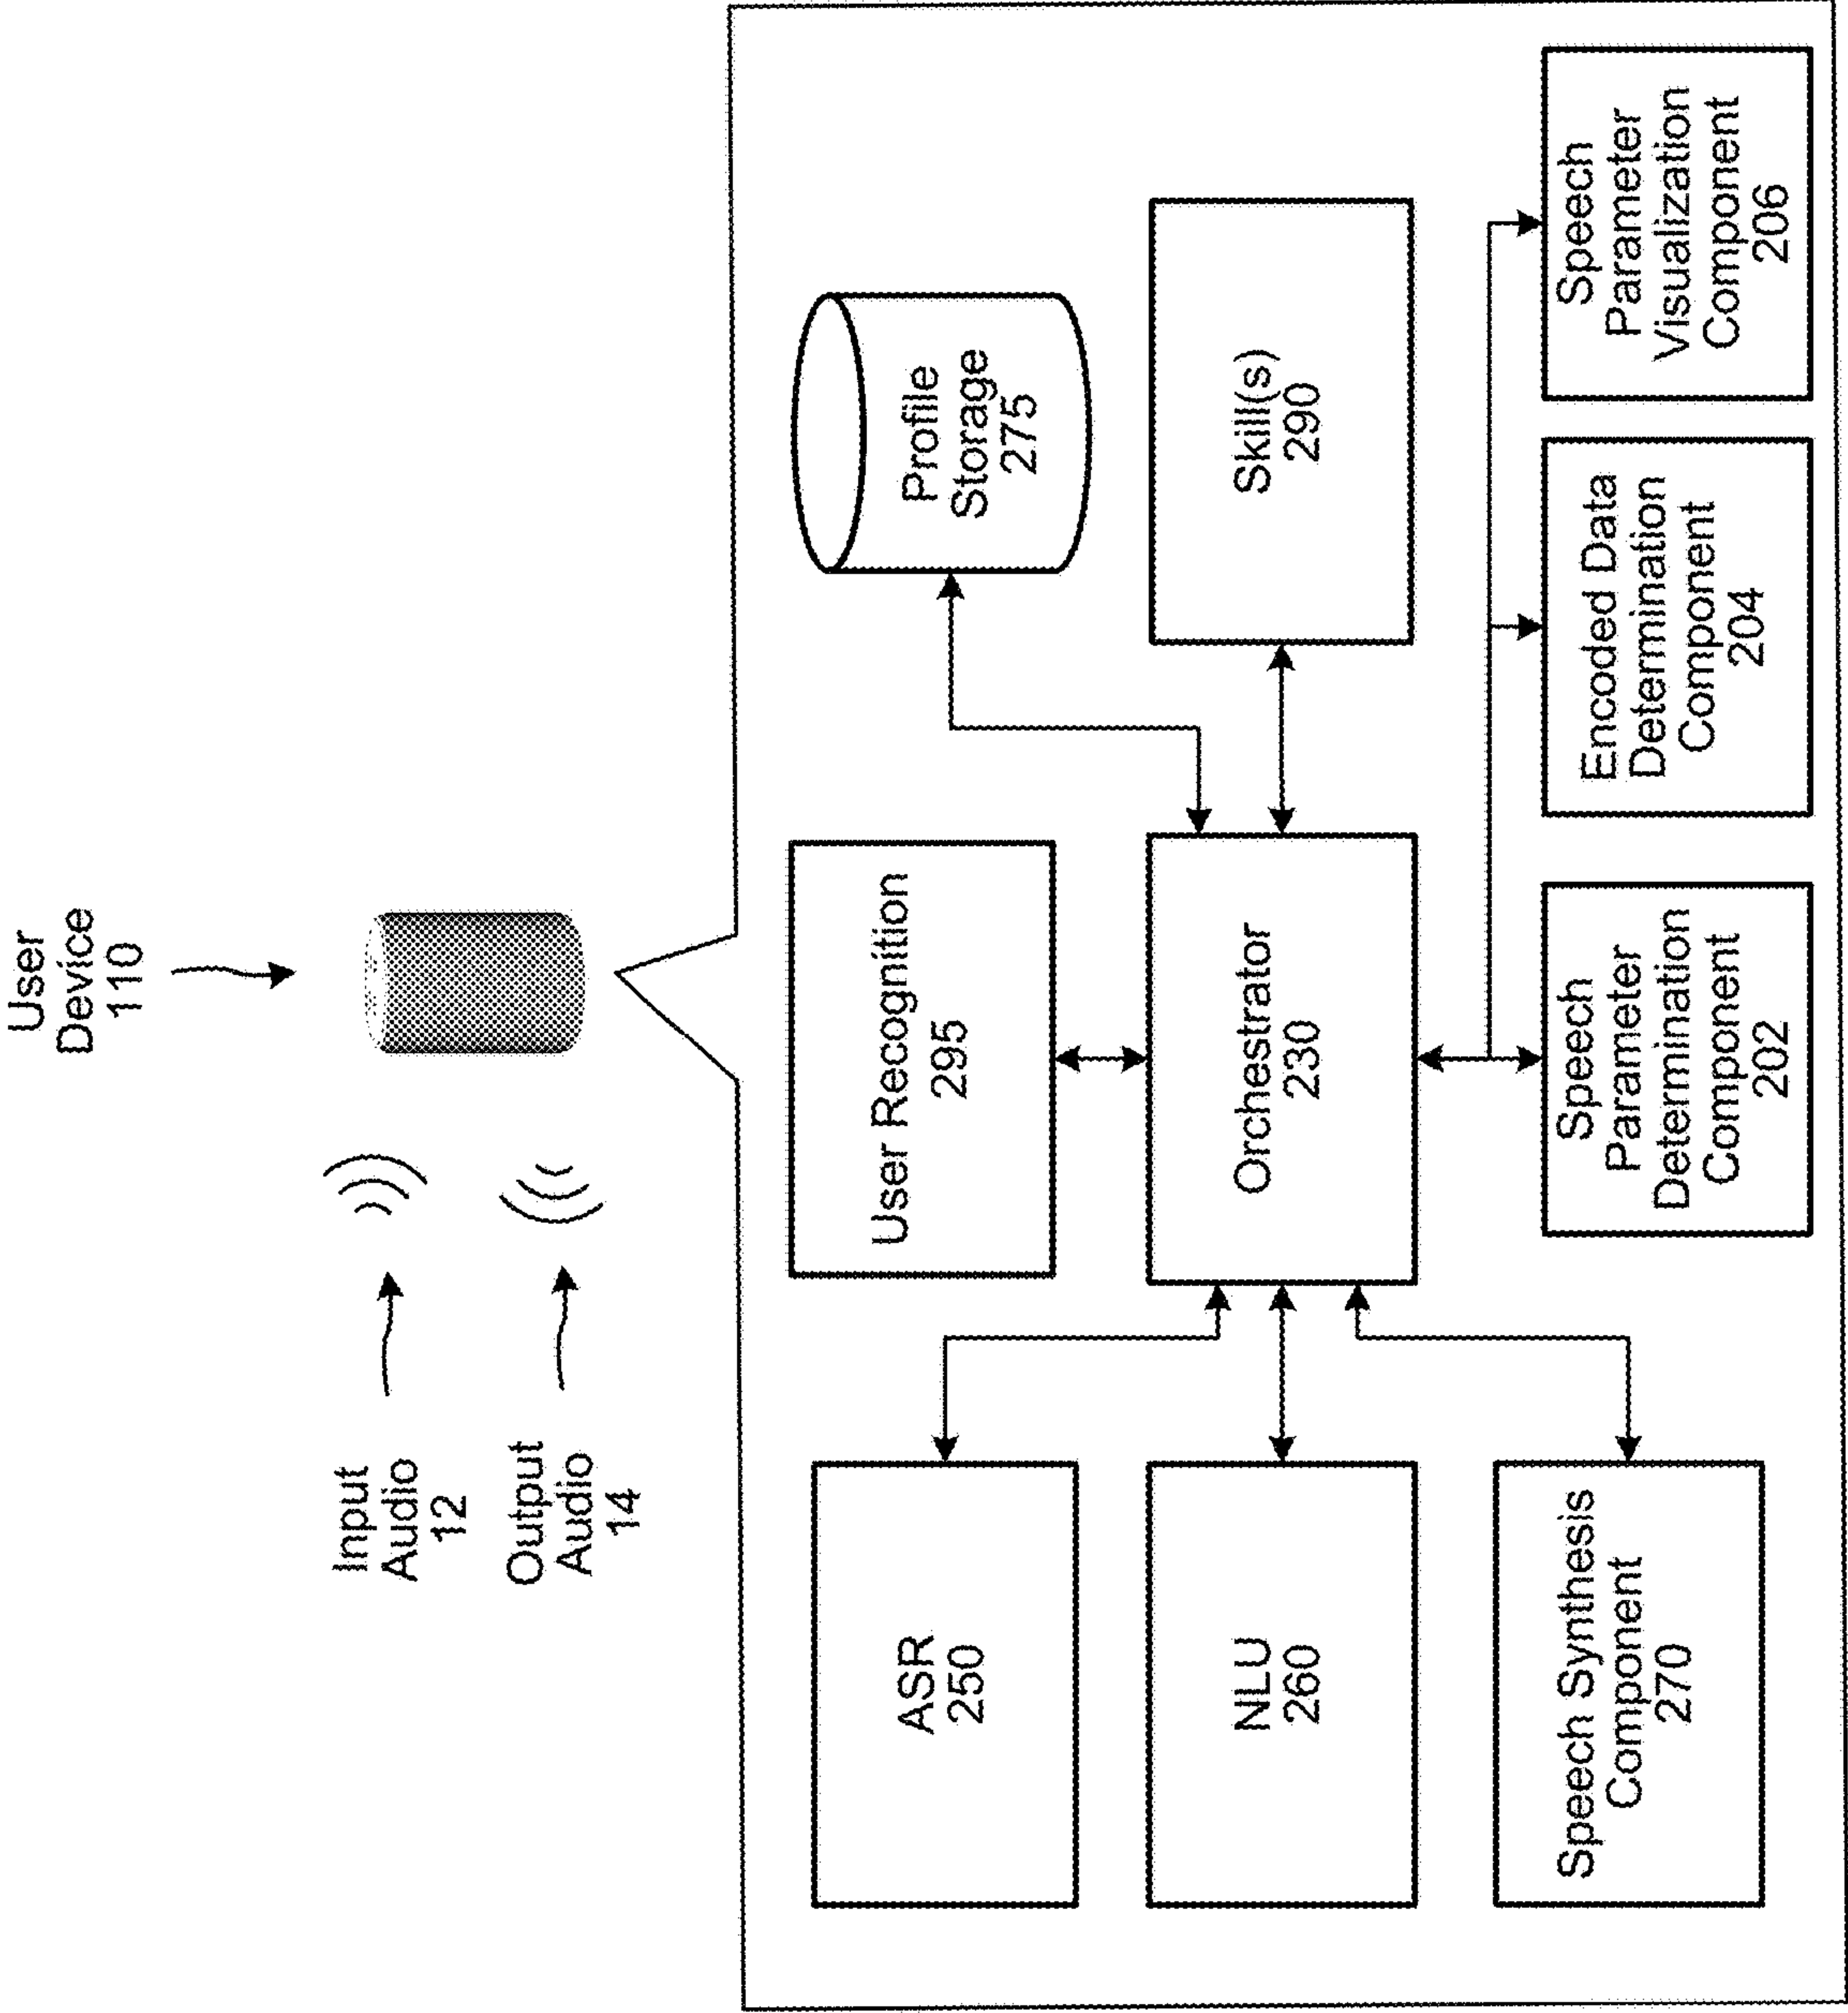 User
Device
110
Input
Audio
12
Output
Audio
14
ASR
250
User Recognition
295
Profile
Storage
275
NLU
260
Orchestrator
230
Skill(s)
290
Speech Synthesis
Component
270
Speech
Parameter
Determination
Component
202
Encoded Data
Determination
Component
204
Speech
Parameter
Visualization
Component
206